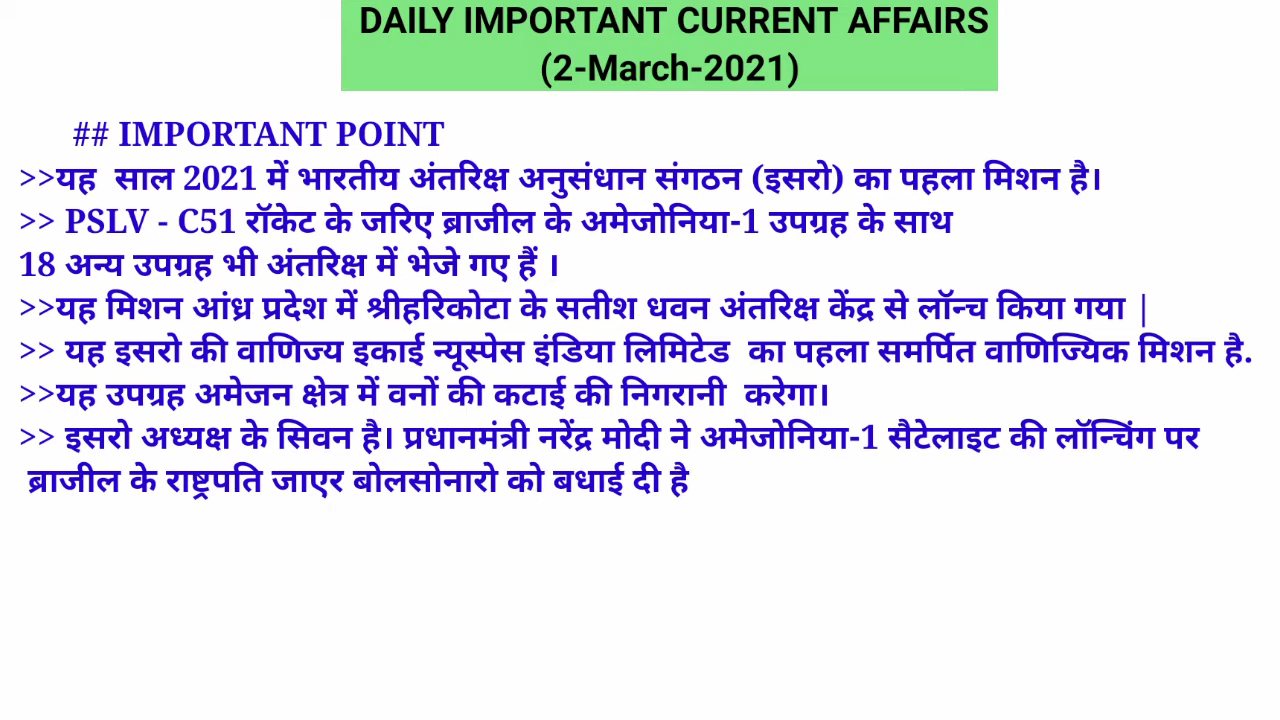 DAILY IMPORTANT CURRENT AFFAIRS
(2-March-2021)
## IMPORTANT POINT
>>यह साल 2021 में भारतीय अंतरिक्ष अनुसंधान संगठन (इसरो) का पहला मिशन है।
>> PSLV - C51 रॉकेट के जरिए ब्राजील के अमेजोनिया-1 उपग्रह के साथ
18 अन्य उपग्रह भी अंतरिक्ष में भेजे गए हैं ।
>>यह मिशन आंध्र प्रदेश में श्रीहरिकोटा के सतीश धवन अंतरिक्ष केंद्र से लॉन्च किया गया |
>> यह इसरो की वाणिज्य इकाई न्यूस्पेस इंडिया लिमिटेड का पहला समर्पित वाणिज्यिक मिशन है.
>>यह उपग्रह अमेजन क्षेत्र में वनों की कटाई की निगरानी करेगा।
>> इसरो अध्यक्ष के सिवन है। प्रधानमंत्री नरेंद्र मोदी ने अमेजोनिया-1 सैटेलाइट की लॉन्चिंग पर
ब्राजील के राष्ट्रपति जाएर बोलसोनारो को बधाई दी है